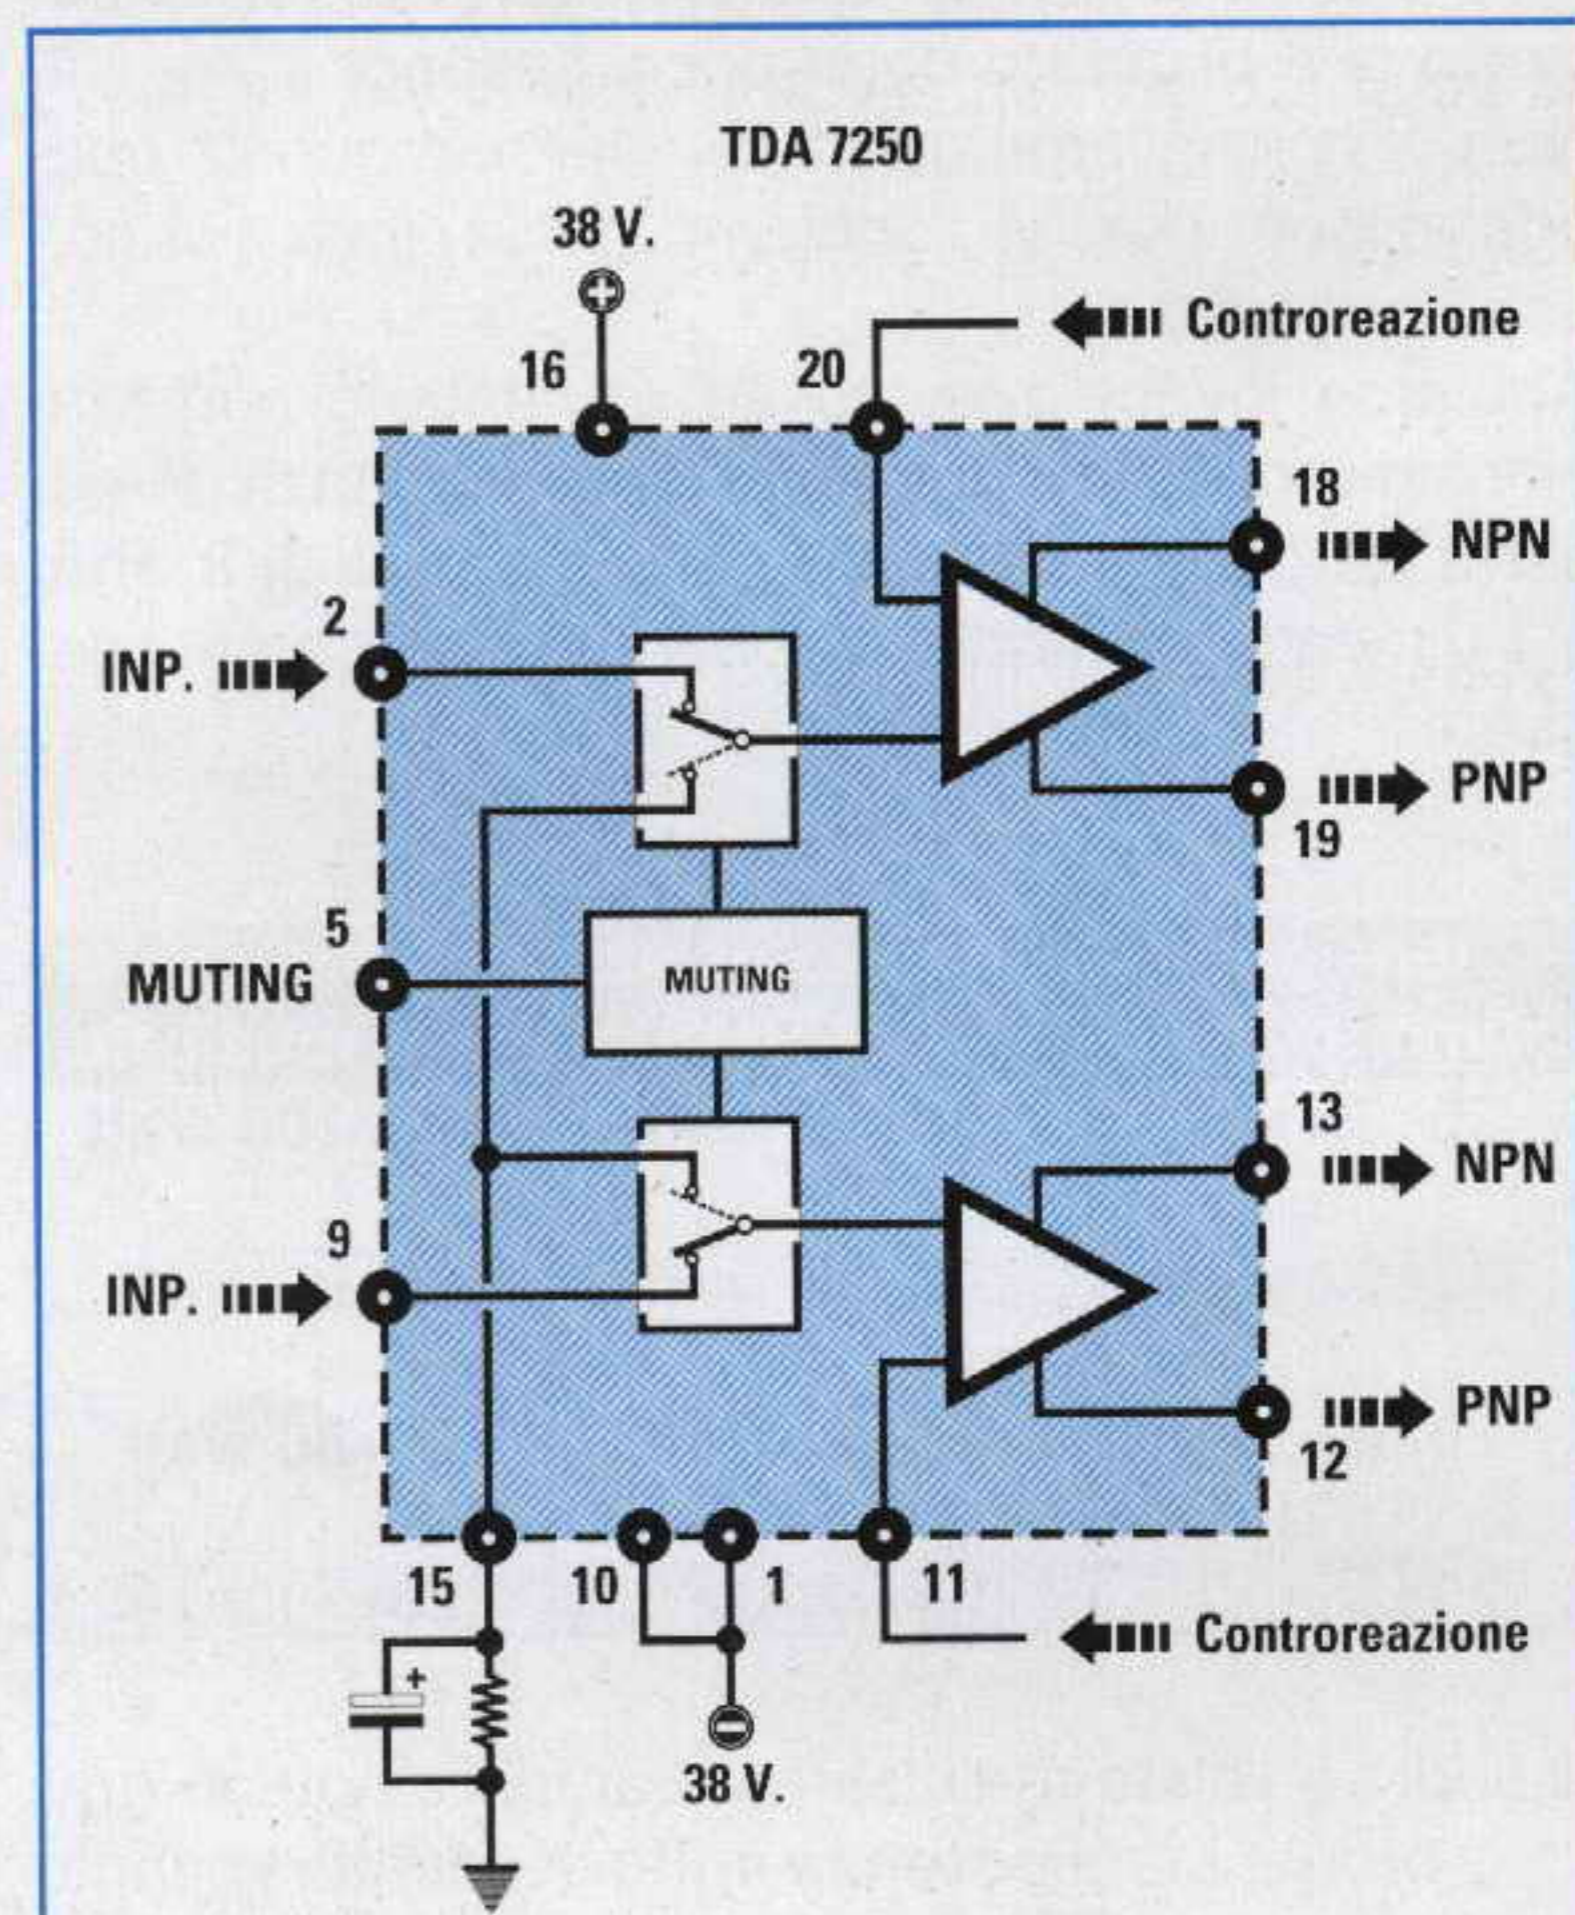 TDA 7250
38 V.
16
20
Controreazione
18
NPN
2
INP.
PNP
19
5
MUTING
MUTING
13
NPN
9
INP.
PNP
12
15
10
1
11
+
Controreazione
38 V.